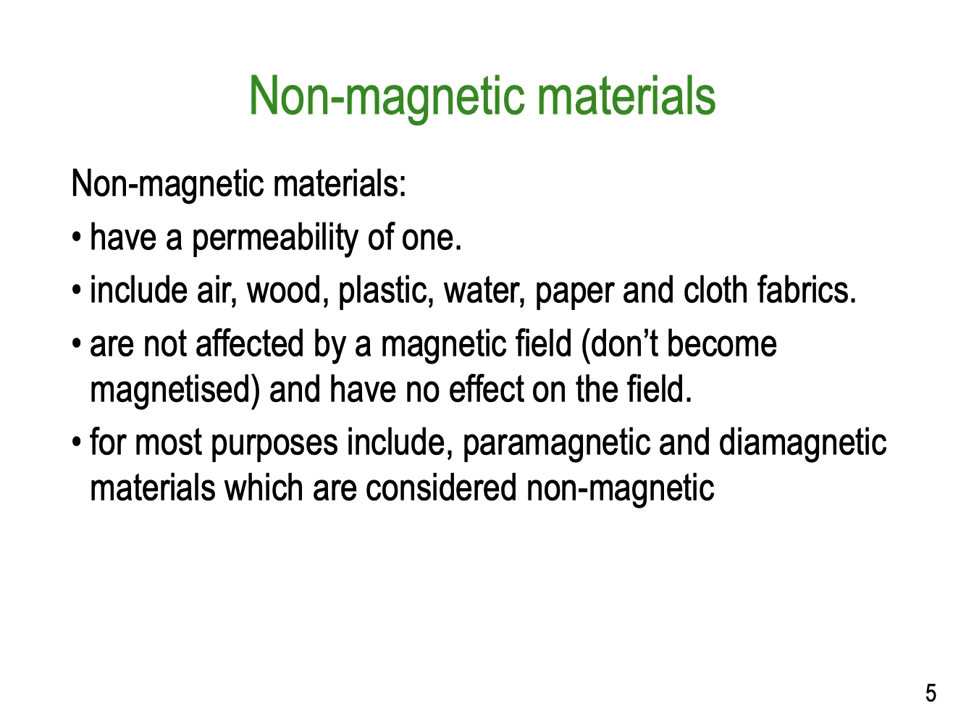 Non-magnetic materials
Non-magnetic materials:
• have a permeability of one.
• include air, wood, plastic, water, paper and cloth fabrics.
• are not affected by a magnetic field (don’t become
magnetised) and have no effect on the field.
• for most purposes include, paramagnetic and diamagnetic
materials which are considered non-magnetic
5